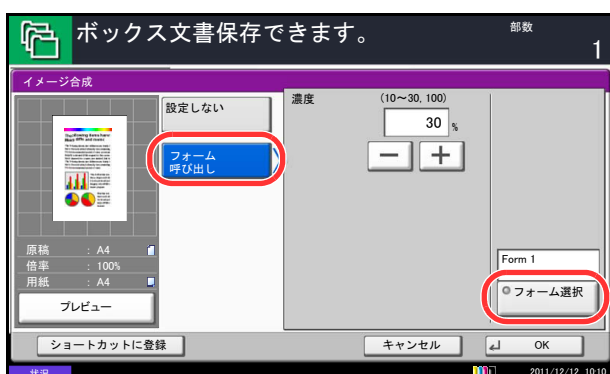 ボックス文書保存できます。
部数
1
イメージ合成
設定しない
フォーム
呼び出し
濃度
(10～30, 100)
30 %
原稿 : A4
倍率 : 100%
用紙 : A4
プレビュー
Form 1
フォーム選択
ショートカットに登録
キャンセル
OK
状況
2011/12/12 10:10